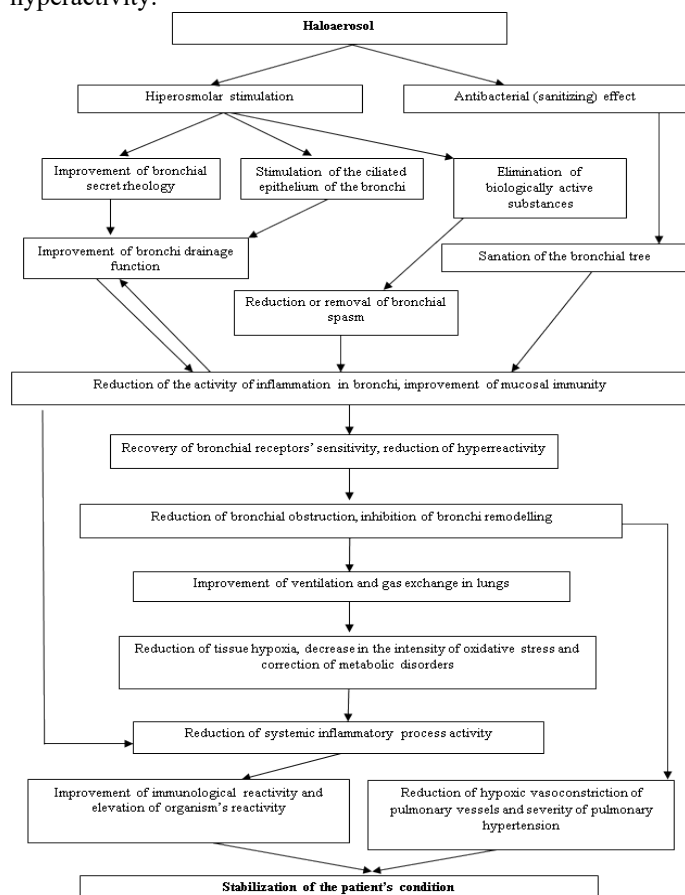 hyperactivity.
Haloaerosol
Hiperosmolar stimulation
Antibacterial (sanitizing) effect
Improvement of bronchial
secret rheology
Stimulation of the ciliated
epithelium of the bronchi
Elimination of
biologically active
substances
Improvement of bronchi drainage
function
Sanation of the bronchial tree
Reduction or removal of bronchial
spasm
Reduction of the activity of inflammation in bronchi, improvement of mucosal immunity
Recovery of bronchial receptors' sensitivity, reduction of hyperreactivity
Reduction of bronchial obstruction, inhibition of bronchi remodelling
Improvement of ventilation and gas exchange in lungs
Reduction of tissue hypoxia, decrease in the intensity of oxidative stress and
correction of metabolic disorders
Reduction of systemic inflammatory process activity
Improvement of immunological reactivity and
elevation of organism's reactivity
Reduction of hypoxic vasoconstriction of
pulmonary vessels and severity of pulmonary
hypertension
Stabilization of the patient's condition